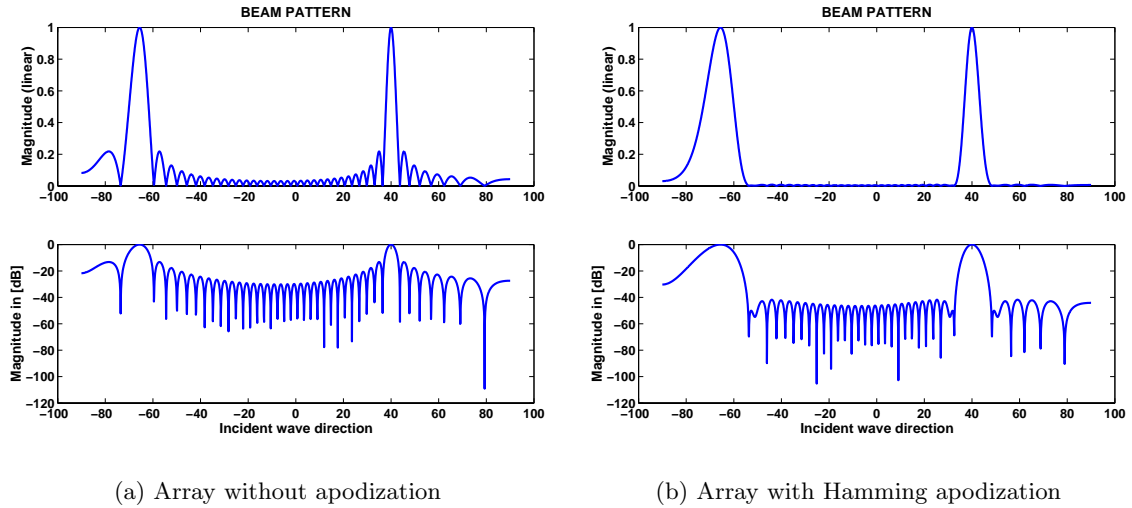 BEAM PATTERN
Magnitude (linear)
1
0.8
0.6
0.4
0.2
0
−100 −80 −60 −40 −20 0 20 40 60 80 100
Magnitude in [dB]
0
−20
−40
−60
−80
−100
−120
−100 −80 −60 −40 −20 0 20 40 60 80 100
Incident wave direction
(a) Array without apodization
BEAM PATTERN
Magnitude (linear)
1
0.8
0.6
0.4
0.2
0
−100 −80 −60 −40 −20 0 20 40 60 80 100
Magnitude in [dB]
0
−20
−40
−60
−80
−100
−120
−100 −80 −60 −40 −20 0 20 40 60 80 100
Incident wave direction
(b) Array with Hamming apodization